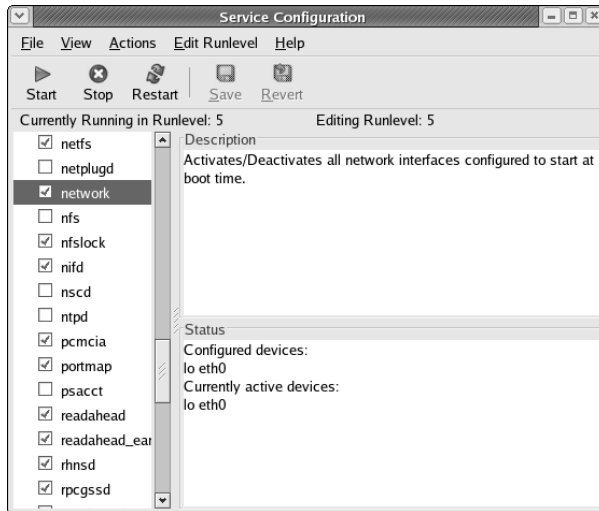 Service Configuration
File View Actions Edit Runlevel Help
Start Stop Restart Save Revert
Currently Running in Runlevel: 5 Editing Runlevel: 5
netfs
netplugd
network
nfs
nfslock
nifd
nscd
ntpd
pcmcia
portmap
psacct
readahead
readahead_ear
rhnsd
rpcgssd
Description
Activates/Deactivates all network interfaces configured to start at
boot time.
Status
Configured devices:
lo eth0
Currently active devices:
lo eth0